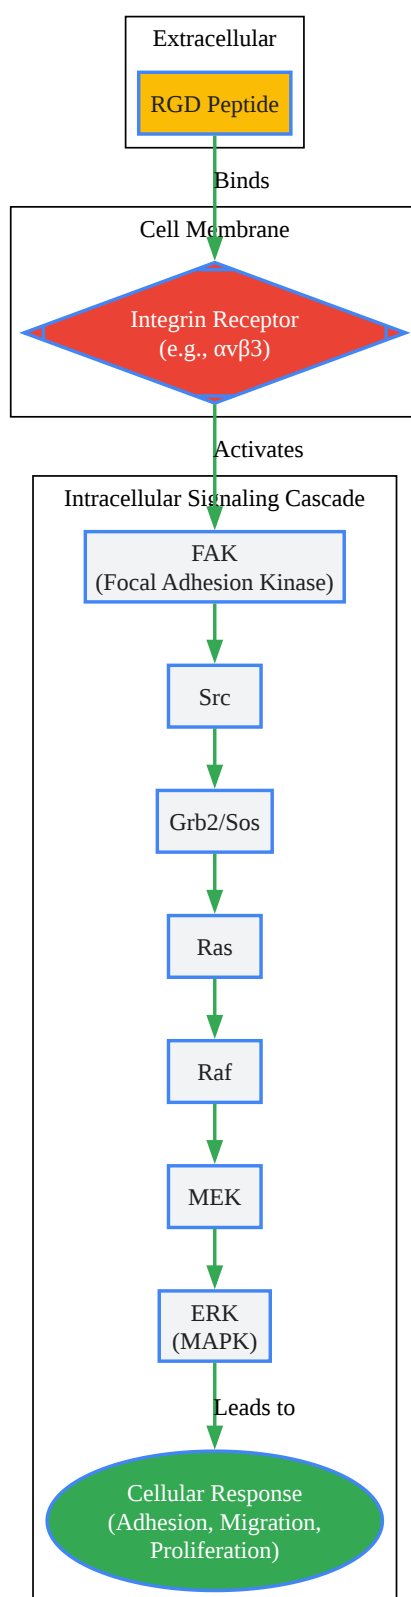 Extracellular
RGD Peptide
Binds
Cell Membrane
Integrin Receptor
(e.g., αvβ3)
Activates
Intracellular Signaling Cascade
FAK
(Focal Adhesion Kinase)
Src
Grb2/Sos
Ras
Raf
MEK
ERK
(MAPK)
Leads to
Cellular Response
(Adhesion, Migration,
Proliferation)